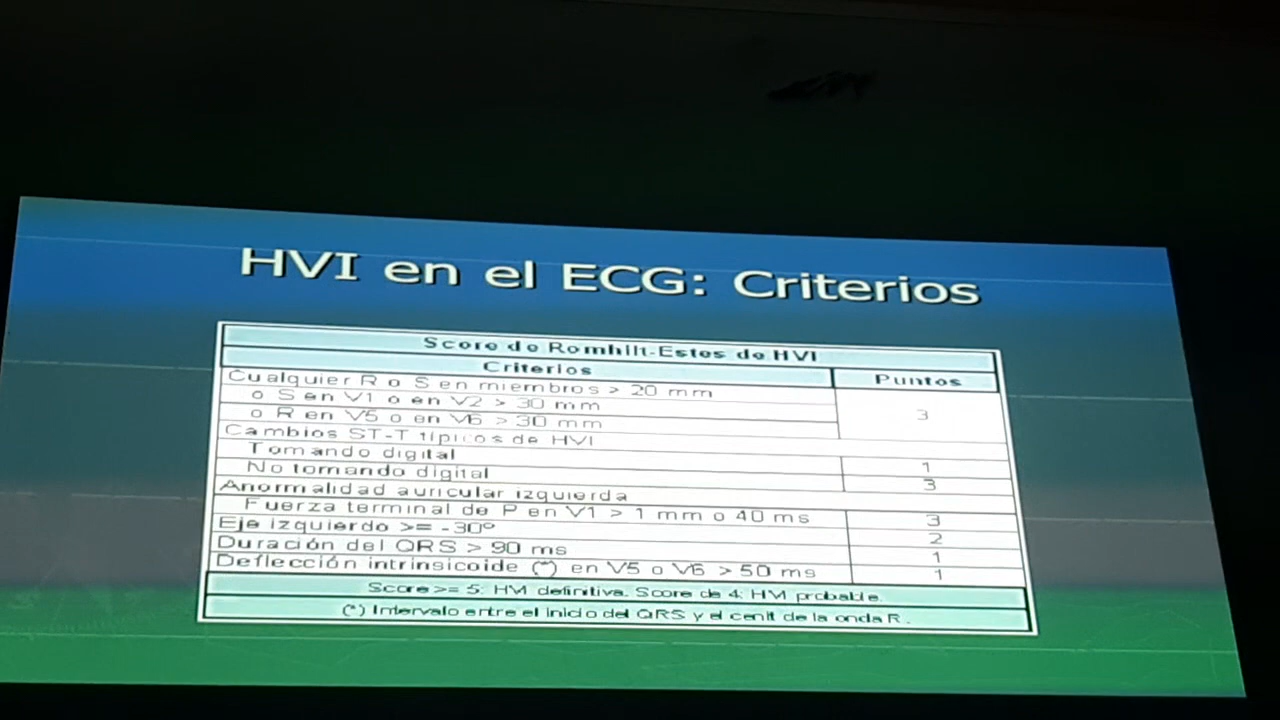 HVI en el ECG: Criterios
Score de Romhilt-Estes de HVI
Criterios Puntos
Cualquier R o S en miembros > 20 mm
o S en V1 o en V2 > 30 mm 3
o R en V5 o en V6 > 30 mm
Cambios ST-T típicos de HVI
Tomando digital 1
No tomando digital 3
Anormalidad auricular izquierda
Fuerza terminal de P en V1 > 1 mm o 40 ms 3
Eje izquierdo >= -30º 2
Duración del QRS > 90 ms 1
Deflección intrinsicoide (*) en V5 o V6 > 50 ms 1
Score >= 5: HVI definitiva. Score de 4: HVI probable.
(*) Intervalo entre el inicio del QRS y el cenit de la onda R.